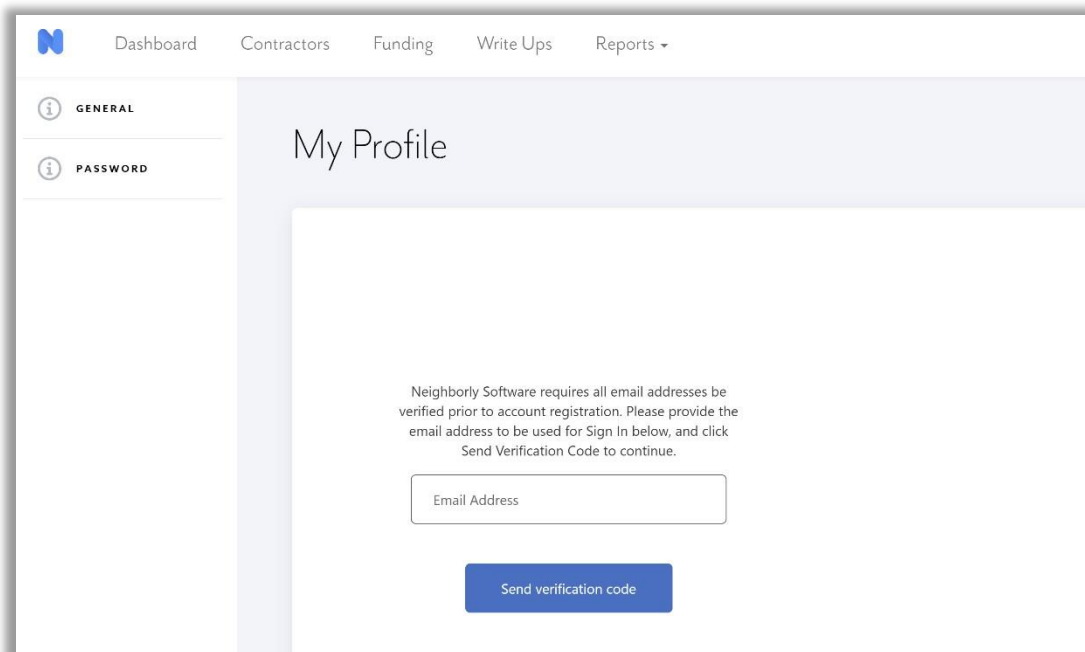 Dashboard Contractors Funding Write Ups Reports
GENERAL
PASSWORD
My Profile
Neighborly Software requires all email addresses be
verified prior to account registration. Please provide the
email address to be used for Sign In below, and click
Send Verification Code to continue.
Email Address
Send verification code